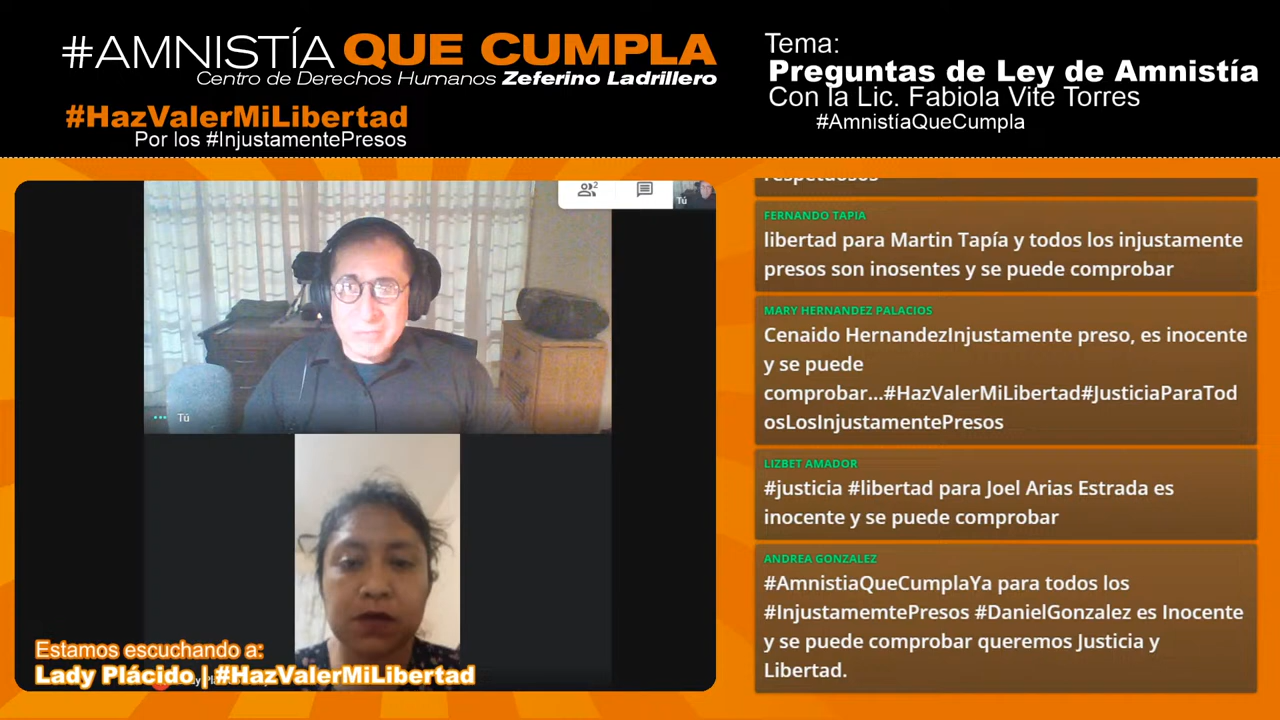 #AMNISTÍA QUE CUMPLA
Centro de Derechos Humanos Zeferino Ladrillero
#HazValerMiLibertad
Por los #InjustamentePresos
Tema:
Preguntas de Ley de Amnistía
Con la Lic. Fabiola Vite Torres
#AmnistíaQueCumpla
2
Tú
Tú
Estamos escuchando a:
Lady Plácido | #HazValerMiLibertad
respetuosos
FERNANDO TAPIA
libertad para Martin Tapía y todos los injustamente
presos son inosentes y se puede comprobar
MARY HERNANDEZ PALACIOS
Cenaido HernandezInjustamente preso, es inocente
y se puede
comprobar...#HazValerMiLibertad#JusticiaParaTod
osLosInjustamentePresos
LIZBET AMADOR
#justicia #libertad para Joel Arias Estrada es
inocente y se puede comprobar
ANDREA GONZALEZ
#AmnistiaQueCumplaYa para todos los
#InjustamemtePresos #DanielGonzalez es Inocente
y se puede comprobar queremos Justicia y
Libertad.